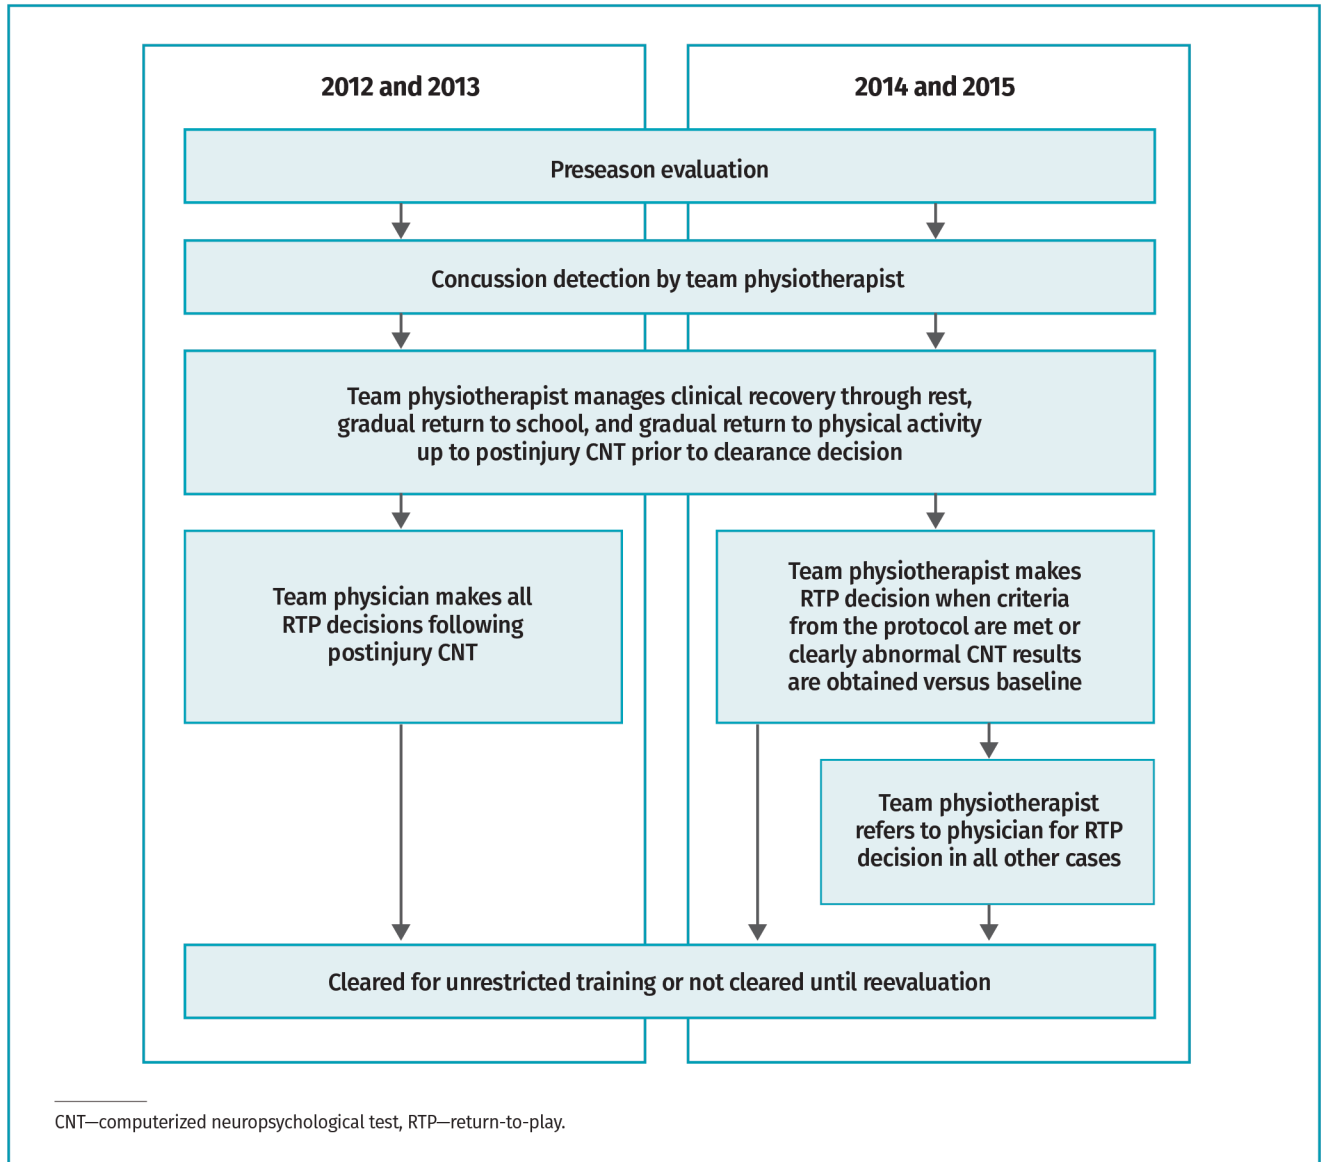 2012 and 2013
2014 and 2015
Preseason evaluation
Concussion detection by team physiotherapist
Team physiotherapist manages clinical recovery through rest,
gradual return to school, and gradual return to physical activity
up to postinjury CNT prior to clearance decision
Team physician makes all
RTP decisions following
postinjury CNT
Team physiotherapist makes
RTP decision when criteria
from the protocol are met or
clearly abnormal CNT results
are obtained versus baseline
Team physiotherapist
refers to physician for RTP
decision in all other cases
Cleared for unrestricted training or not cleared until reevaluation
CNT—computerized neuropsychological test, RTP—return-to-play.